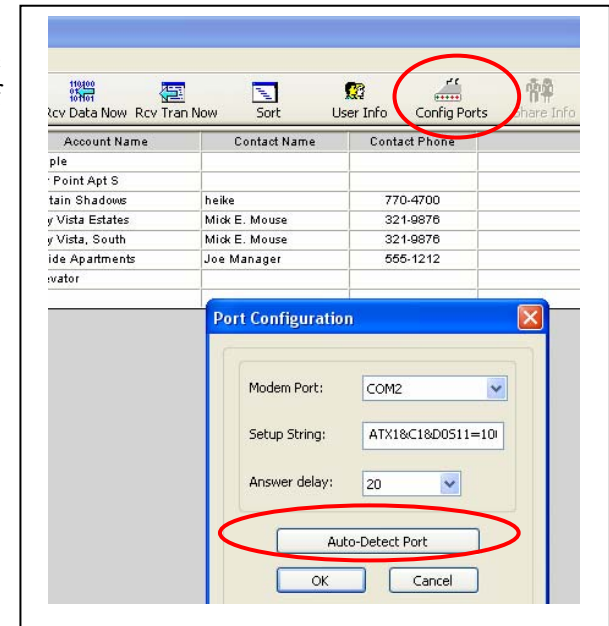 Rcv Data Now Rcv Tran Now Sort User Info Config Ports Share Info
Account Name Contact Name Contact Phone
ple
Point Apt S
tain Shadows heike 770-4700
y Vista Estates Mick E. Mouse 321-9876
y Vista, South Mick E. Mouse 321-9876
ide Apartments Joe Manager 555-1212
evator
Port Configuration
Modem Port: COM2
Setup String: ATX1&C1&D0S11=10
Answer delay: 20
Auto-Detect Port
OK Cancel